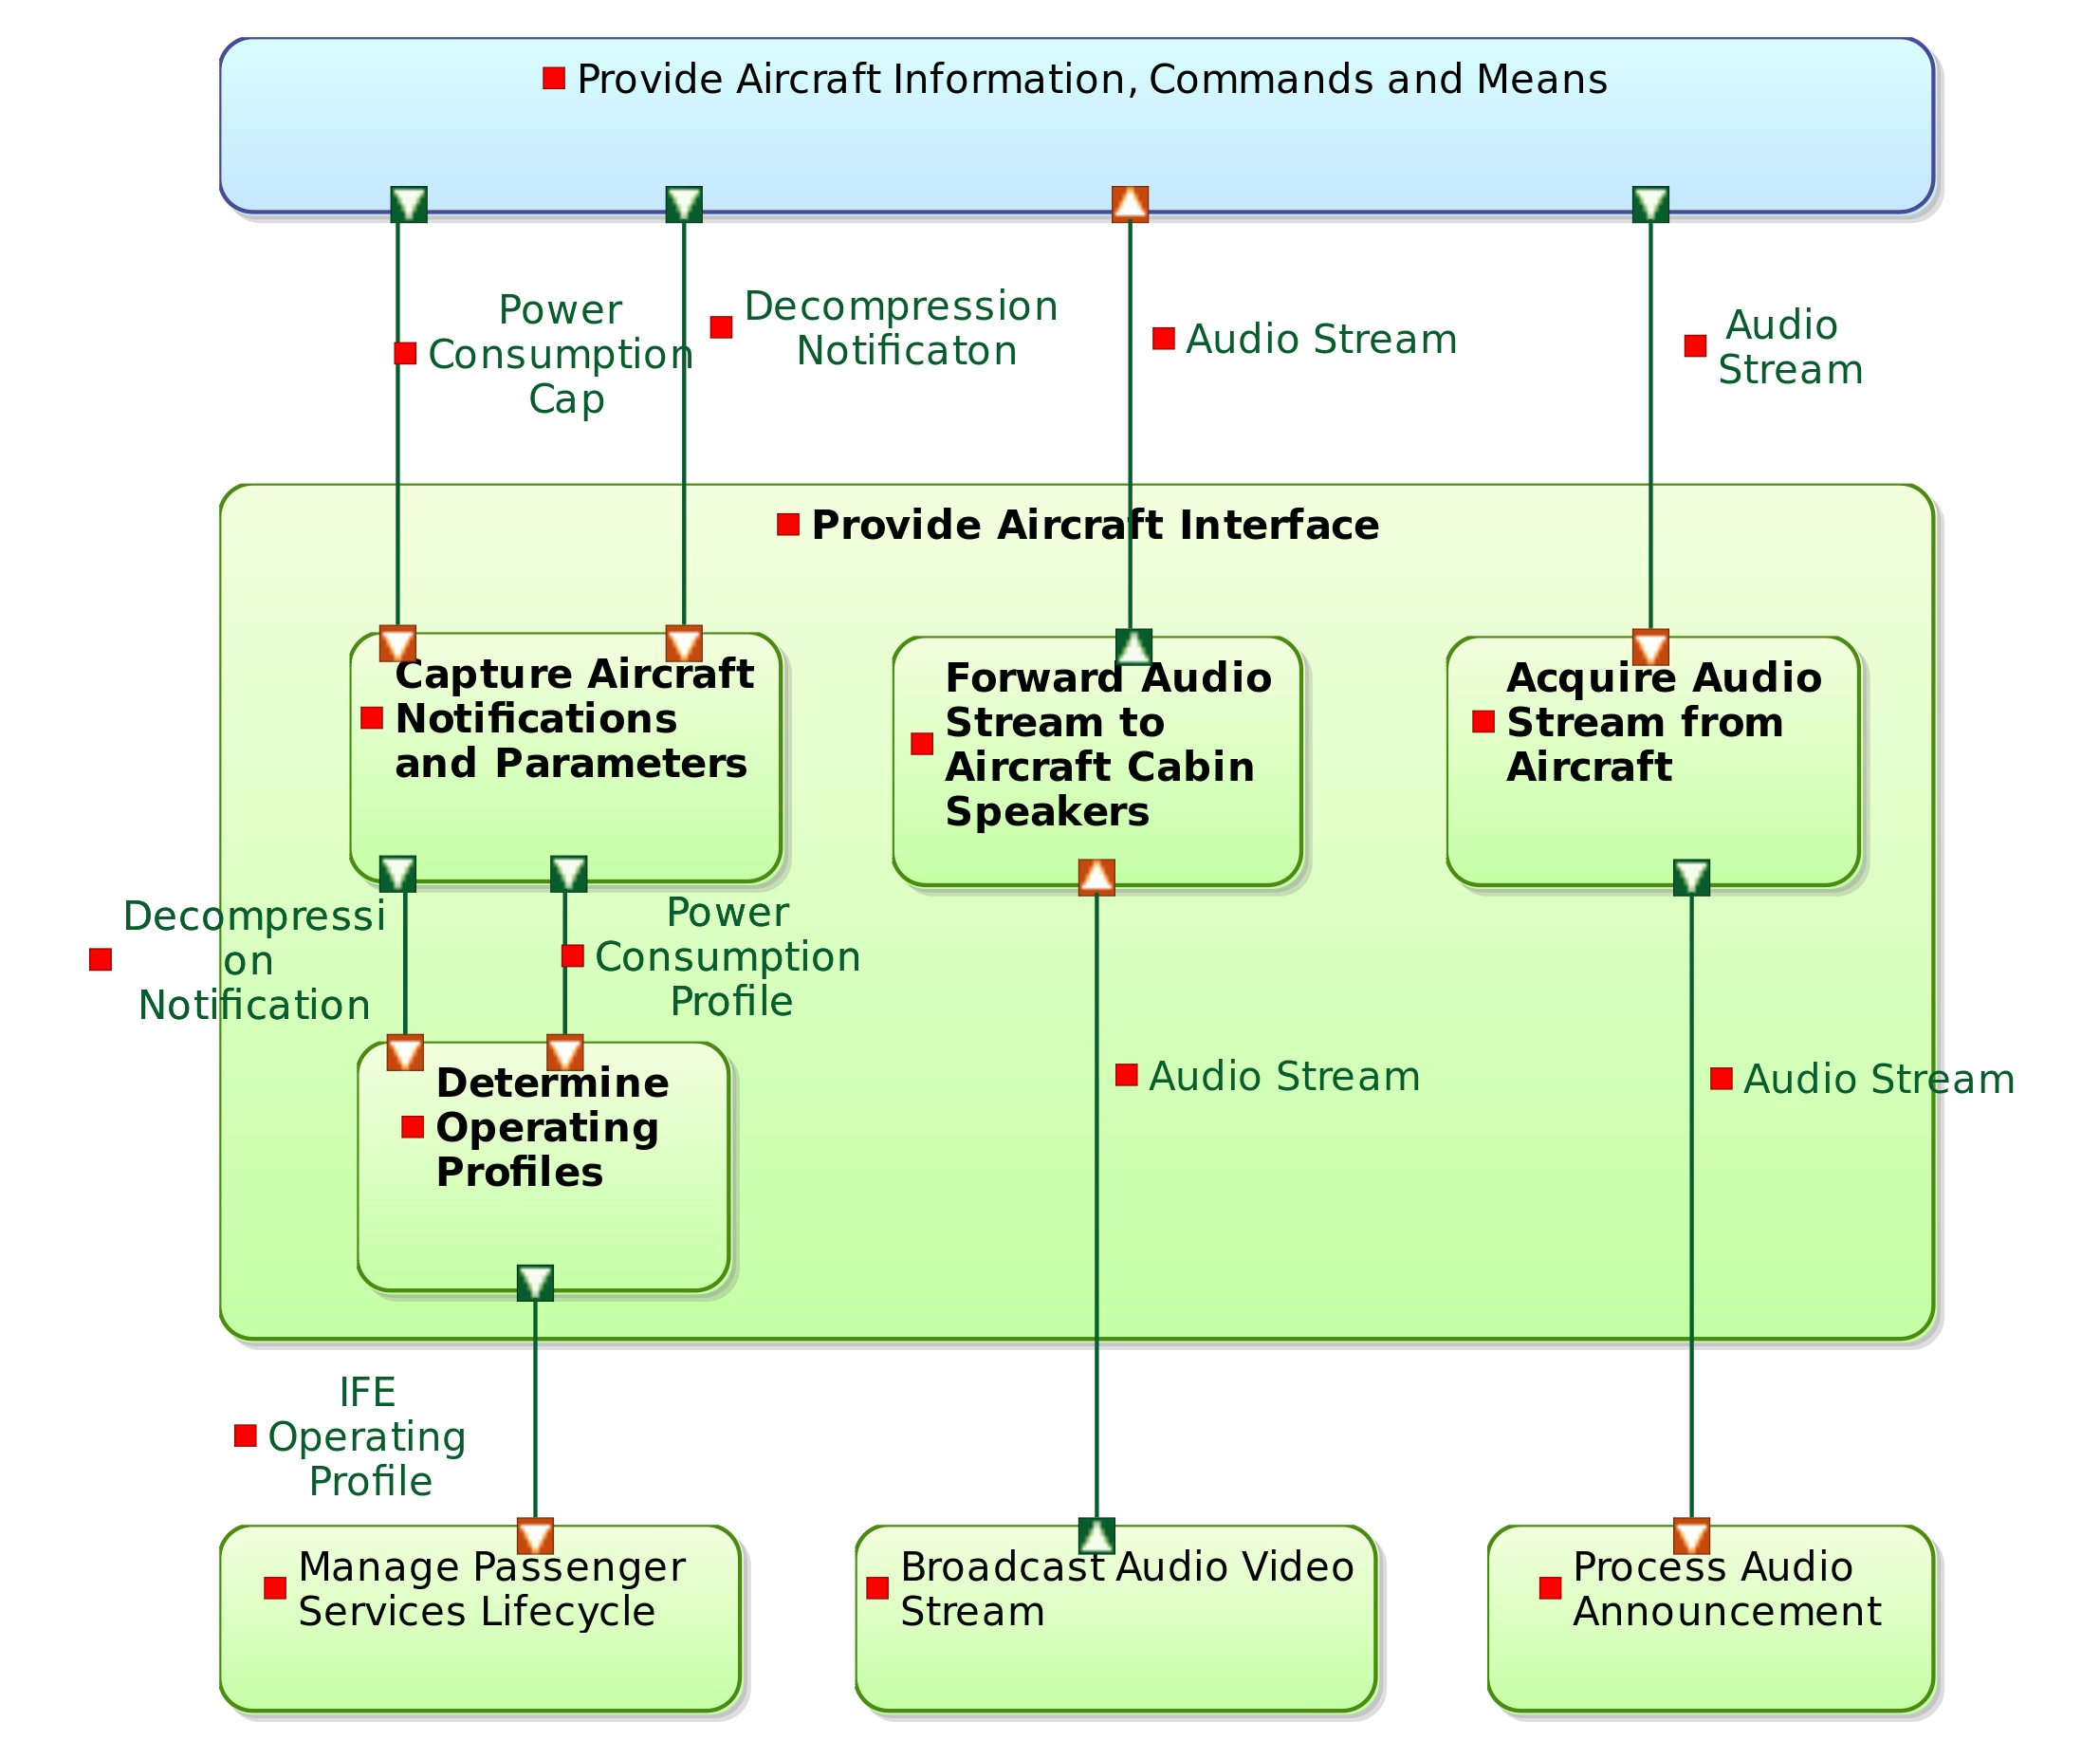 Provide Aircraft Information, Commands and Means
Power
Consumption
Cap
Decompression
Notificaton
Audio Stream
Audio
Stream
Provide Aircraft Interface
Capture Aircraft
Notifications
and Parameters
Forward Audio
Stream to
Aircraft Cabin
Speakers
Acquire Audio
Stream from
Aircraft
Decompressi
on
Notification
Power
Consumption
Profile
Determine
Operating
Profiles
Audio Stream
Audio Stream
IFE
Operating
Profile
Manage Passenger
Services Lifecycle
Broadcast Audio Video
Stream
Process Audio
Announcement